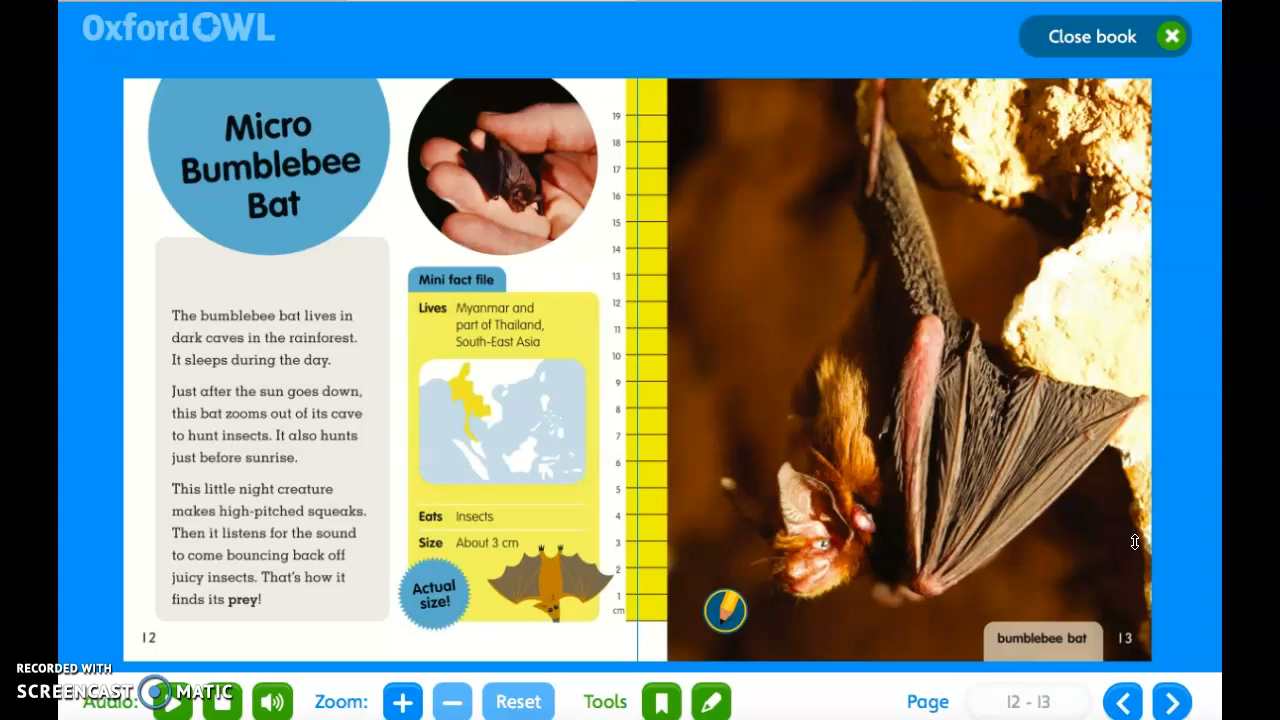 OxfordOWL
Close book
Micro
Bumblebee
Bat
The bumblebee bat lives in
dark caves in the rainforest.
It sleeps during the day.
Just after the sun goes down,
this bat zooms out of its cave
to hunt insects. It also hunts
just before sunrise.
This little night creature
makes high-pitched squeaks.
Then it listens for the sound
to come bouncing back off
juicy insects. That's how it
finds its prey!
12
Mini fact file
Lives Myanmar and
part of Thailand,
South-East Asia
Eats Insects
Size About 3 cm
Actual
size!
19
18
17
16
15
14
13
12
11
10
9
8
7
6
5
4
3
2
1
cm
bumblebee bat 13
RECORDED WITH
SCREENCAST MATIC
Audio: Zoom: Reset Tools Page 12 - 13